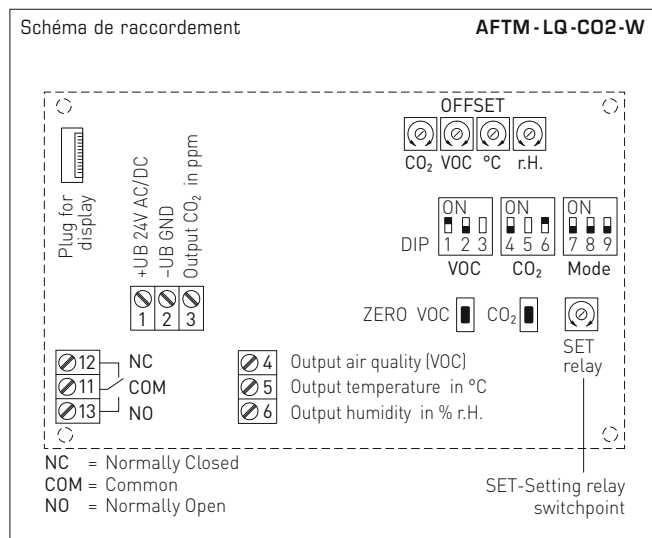 Schéma de raccordement AFTM-LQ-CO2-W
OFFSET
CO₂ VOC °C r.H.
Plug for
display
+UB 24V AC/DC
-UB GND
Output CO₂ in ppm
1 2 3
ON ON ON
DIP 1 2 3 4 5 6 7 8 9
VOC CO₂ Mode
ZERO VOC CO₂
SET
relay
12 NC
11 COM
13 NO
4 Output air quality (VOC)
5 Output temperature in °C
6 Output humidity in % r.H.
NC = Normally Closed
COM = Common
NO = Normally Open
SET-Setting relay
switchpoint